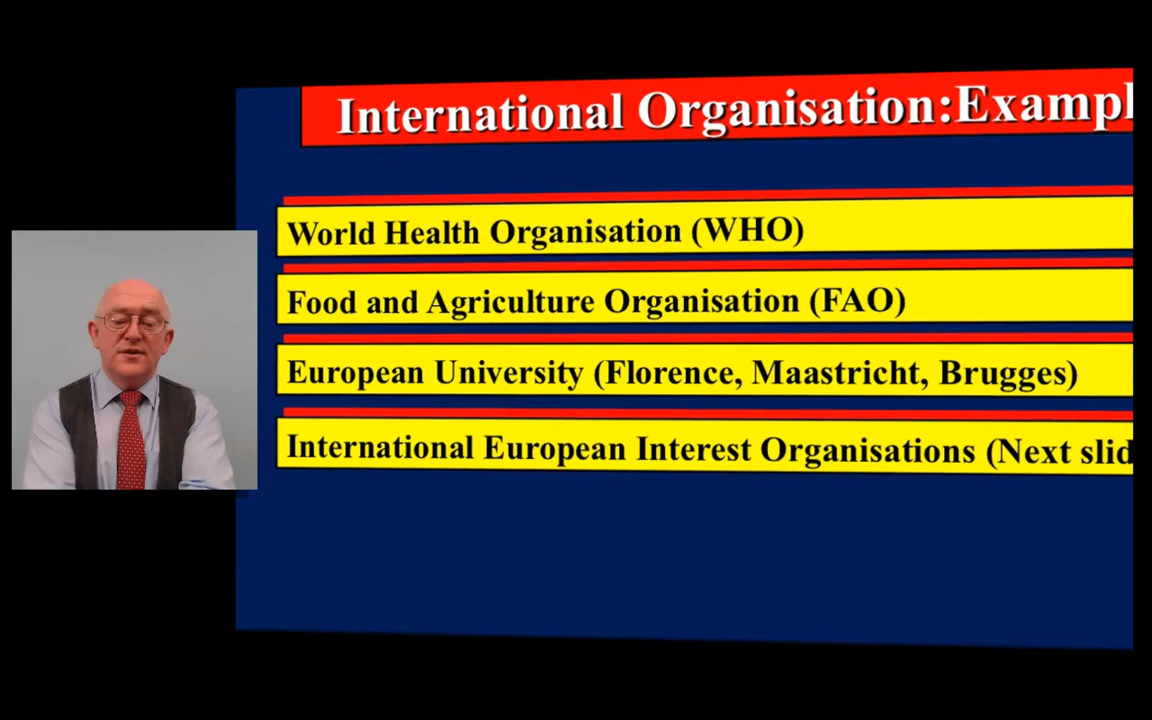 International Organisation:Exampl
World Health Organisation (WHO)
Food and Agriculture Organisation (FAO)
European University (Florence, Maastricht, Brugges)
International European Interest Organisations (Next slid